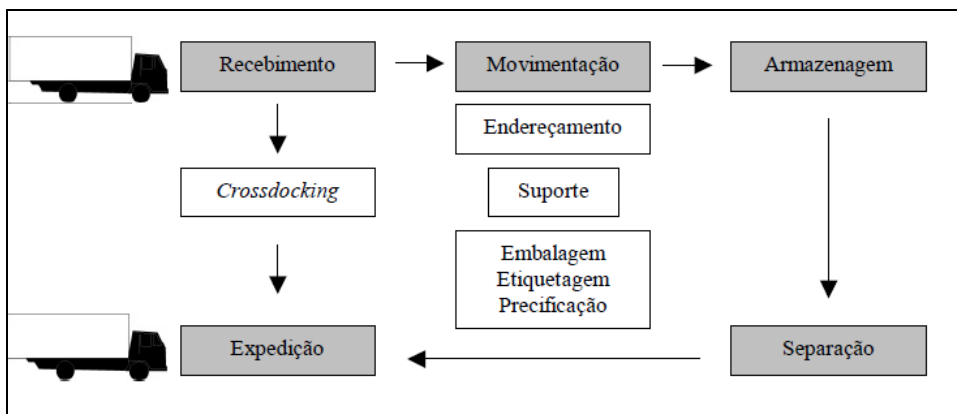 Recebimento
Movimentação
Armazenagem
Endereçamento
Crossdocking
Suporte
Embalagem
Etiquetagem
Precificação
Expedição
Separação